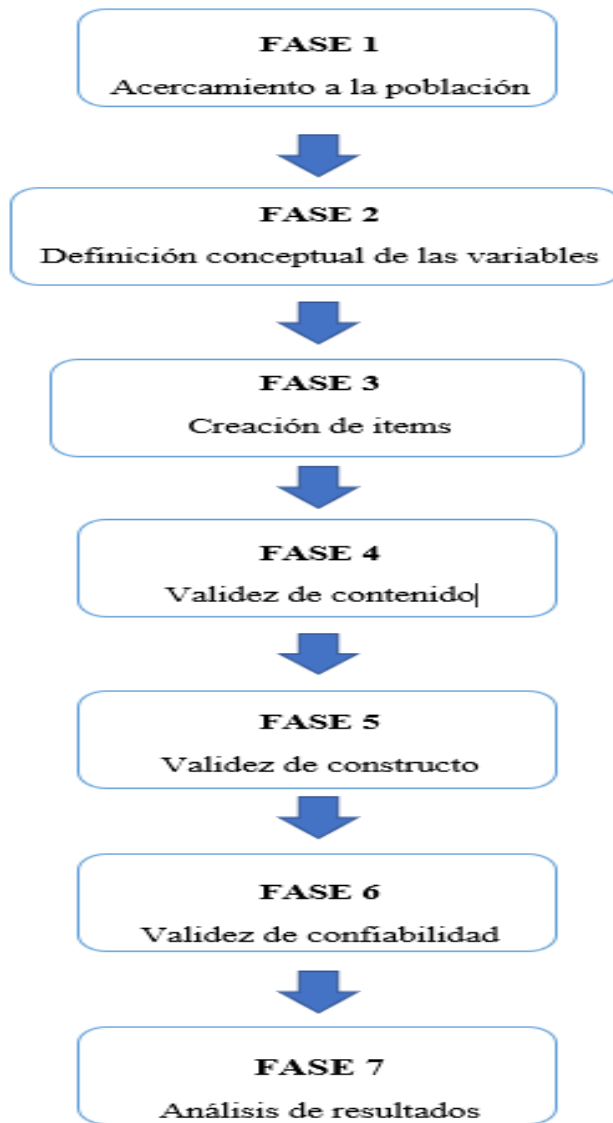 FASE 1
Acercamiento a la población
FASE 2
Definición conceptual de las variables
FASE 3
Creación de items
FASE 4
Validez de contenido
FASE 5
Validez de constructo
FASE 6
Validez de confiabilidad
FASE 7
Análisis de resultados